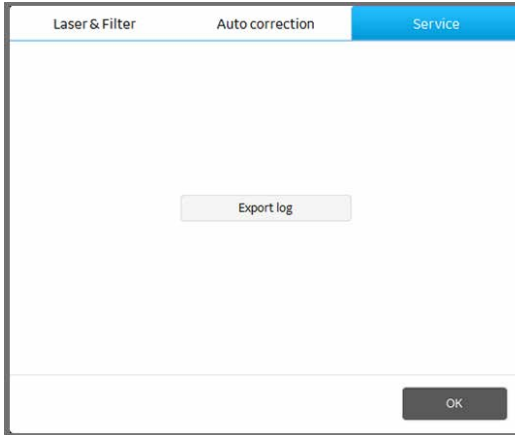 Laser & Filter
Auto correction
Service
Export log
OK